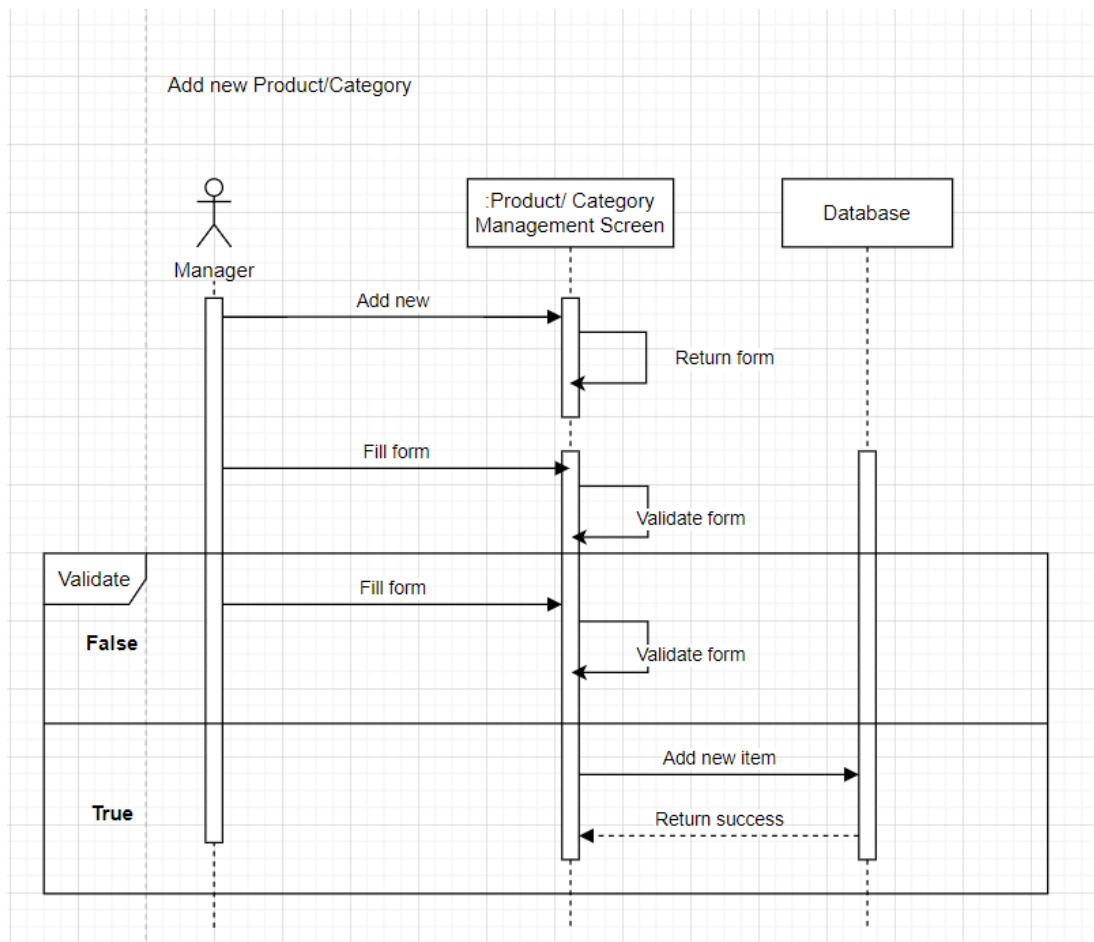 Add new Product/Category
:Product/ Category
Management Screen
Database
Manager
Add new
Return form
Fill form
Validate form
Validate
Fill form
False
Validate form
Add new item
True
Return success